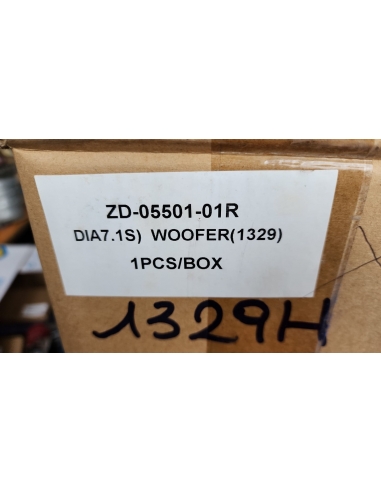 ZD-05501-01R
DIA7.1S) WOOFER(1329)
1PCS/BOX
1329H